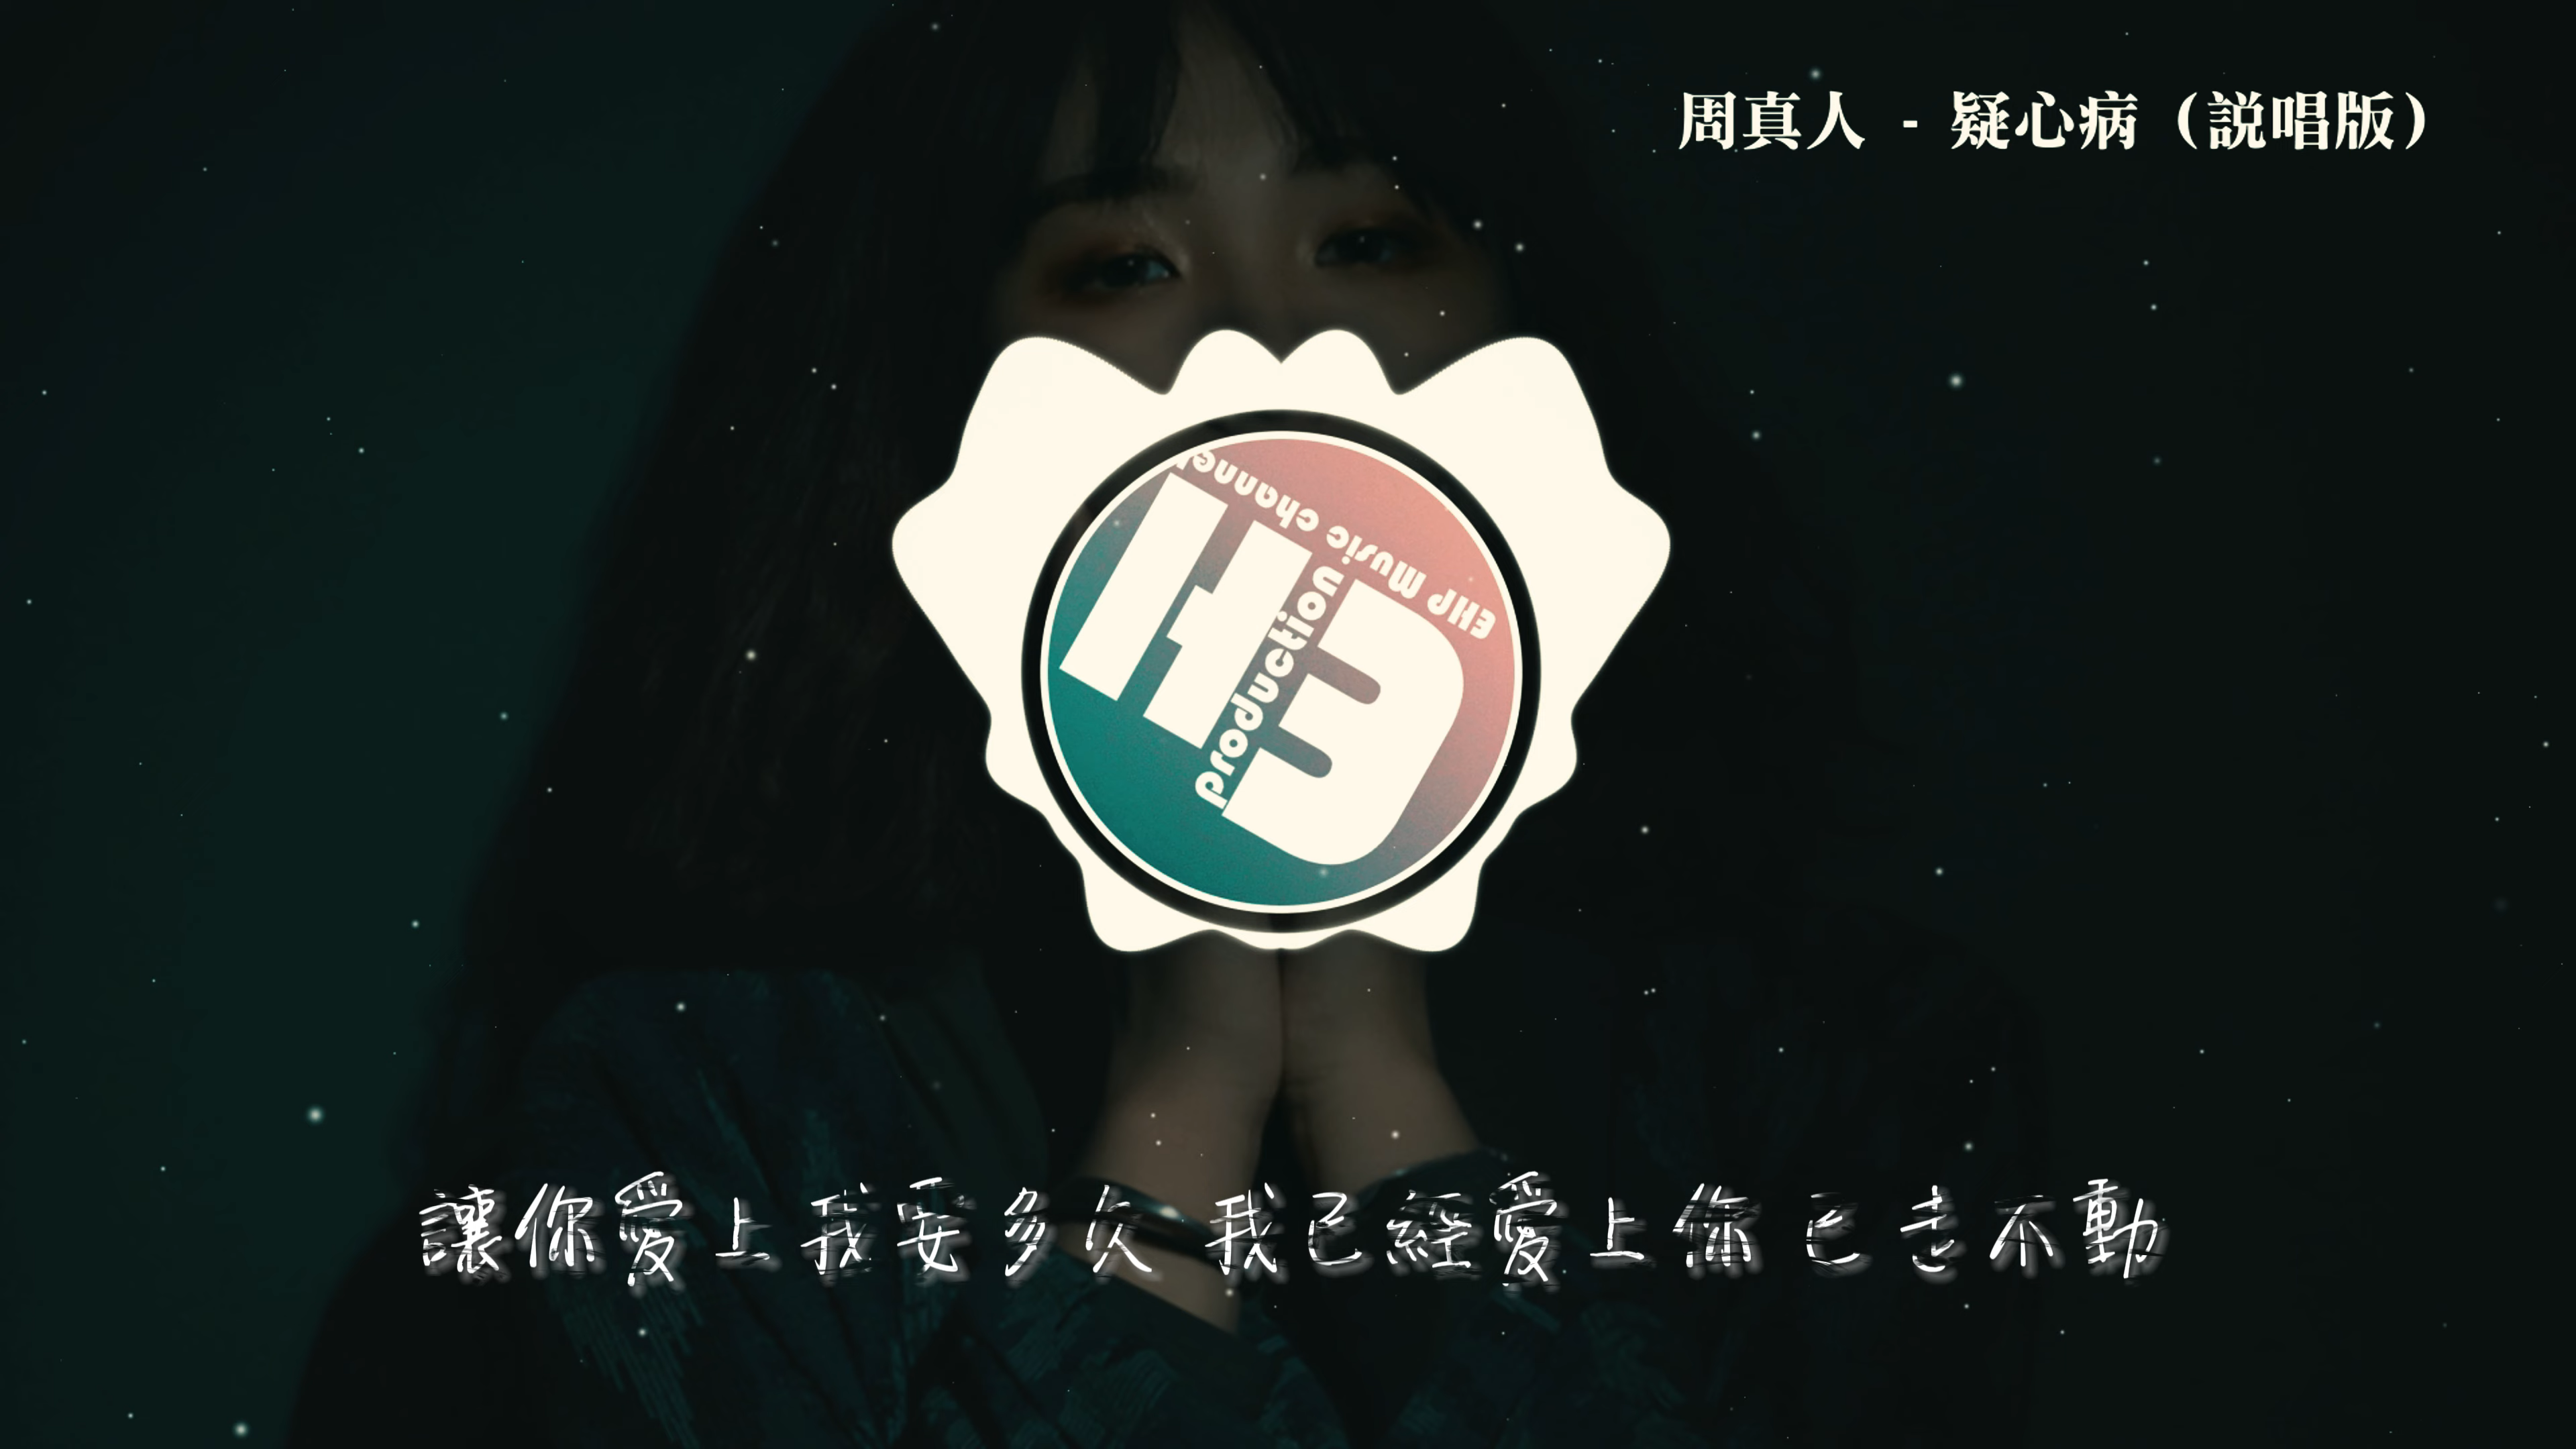 周真人 - 疑心病（説唱版）
EHP Music channel
EH
production
讓你愛上我要多久 我已經愛上你 已走不動